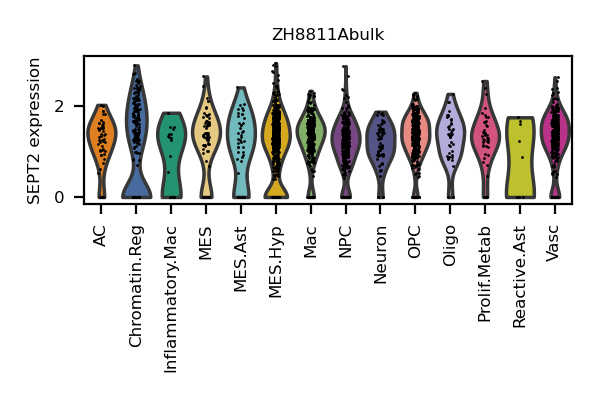 ZH8811Abulk
SEPT2 expression
2
0
AC
Chromatin.Reg
Inflammatory.Mac
MES
MES.Ast
MES.Hyp
Mac
NPC
Neuron
OPC
Oligo
Prolif.Metab
Reactive.Ast
Vasc